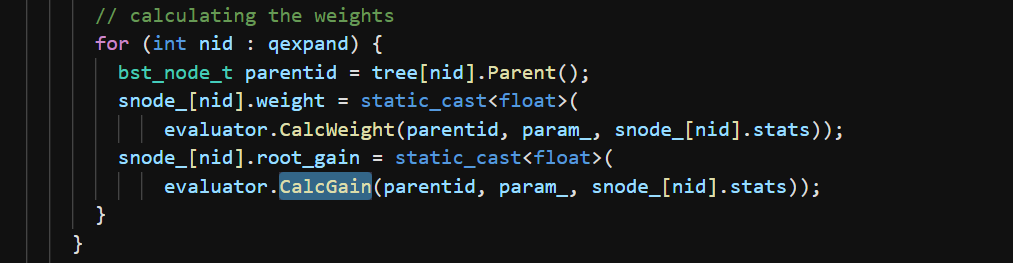 // calculating the weights
for (int nid : qexpand) {
bst_node_t parentid = tree[nid].Parent();
snode_[nid].weight = static_cast<float>(
evaluator.CalcWeight(parentid, param_, snode_[nid].stats));
snode_[nid].root_gain = static_cast<float>(
evaluator.CalcGain(parentid, param_, snode_[nid].stats));
}
}